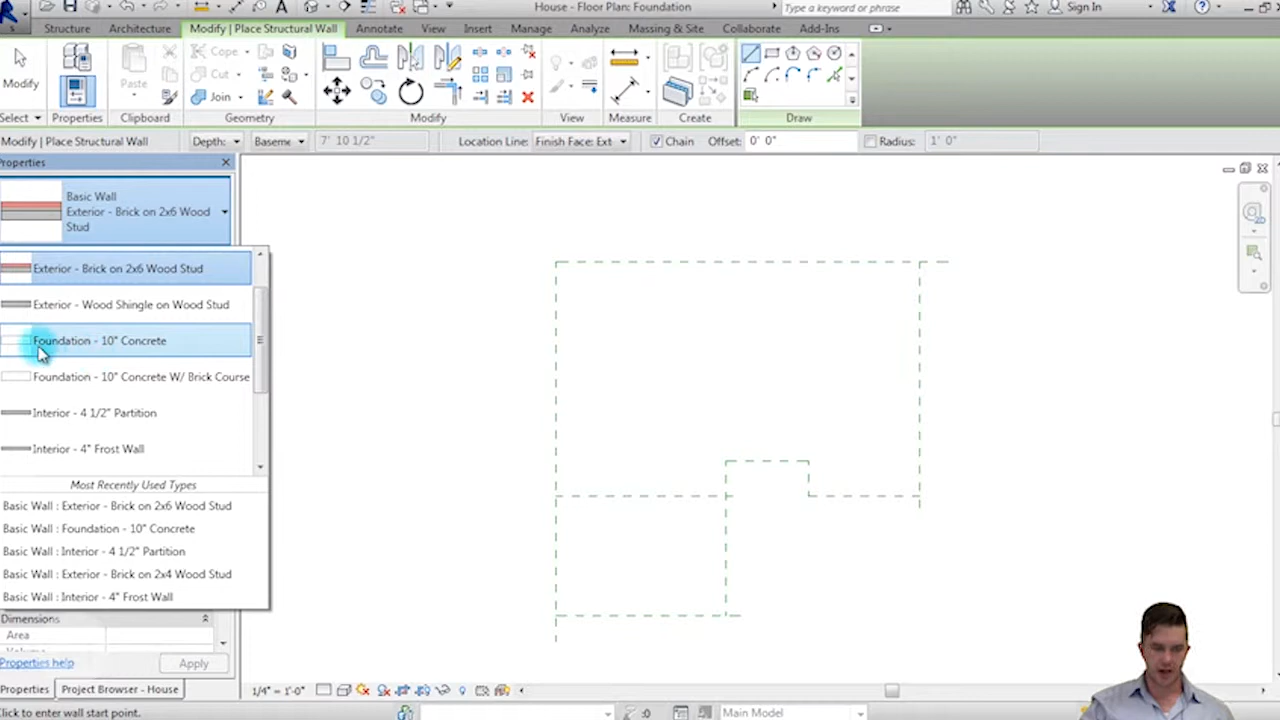 House - Floor Plan: Foundation
Type a keyword or phrase
Sign In
Structure
Architecture
Modify | Place Structural Wall
Annotate
View
Insert
Manage
Analyze
Massing & Site
Collaborate
Add-Ins
Modify
Paste
Cope
Cut
Join
Select
Properties
Clipboard
Geometry
Modify
View
Measure
Create
Draw
Modify | Place Structural Wall
Depth:
Baseme
7' 10 1/2"
Location Line:
Finish Face: Ext
Chain
Offset:
0' 0"
Radius:
1' 0"
Properties
Basic Wall
Exterior - Brick on 2x6 Wood
Stud
Exterior - Brick on 2x6 Wood Stud
Exterior - Wood Shingle on Wood Stud
Foundation - 10" Concrete
Foundation - 10" Concrete W/ Brick Course
Interior - 4 1/2" Partition
Interior - 4" Frost Wall
Most Recently Used Types
Basic Wall : Exterior - Brick on 2x6 Wood Stud
Basic Wall : Foundation - 10" Concrete
Basic Wall : Interior - 4 1/2" Partition
Basic Wall : Exterior - Brick on 2x4 Wood Stud
Basic Wall : Interior - 4" Frost Wall
Dimensions
Area
Properties help
Apply
Properties
Project Browser - House
1/4" = 1'-0"
Click to enter wall start point.
:0
Main Model